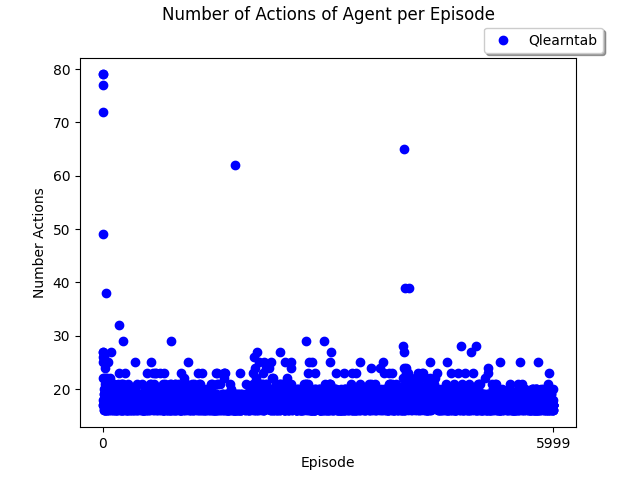 Number of Actions of Agent per Episode
Qlearntab
80
70
60
50
40
30
20
Number Actions
0
5999
Episode